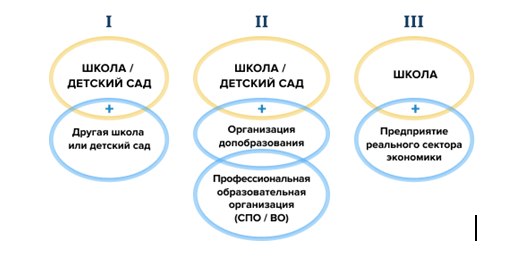 I
ШКОЛА /
ДЕТСКИЙ САД
+
Другая школа
или детский сад
II
ШКОЛА /
ДЕТСКИЙ САД
+
Организация
допобразования
Профессиональная
образовательная
организация
(СПО / ВО)
III
ШКОЛА
+
Предприятие
реального сектора
экономики